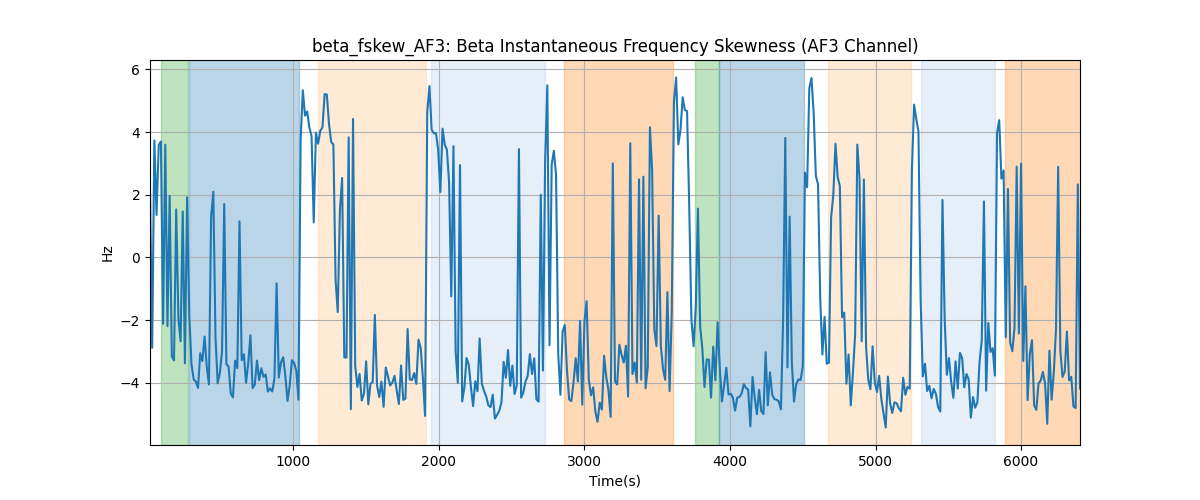 beta_fskew_AF3: Beta Instantaneous Frequency Skewness (AF3 Channel)
6
4
2
0
−2
−4
Hz
1000 2000 3000 4000 5000 6000
Time(s)